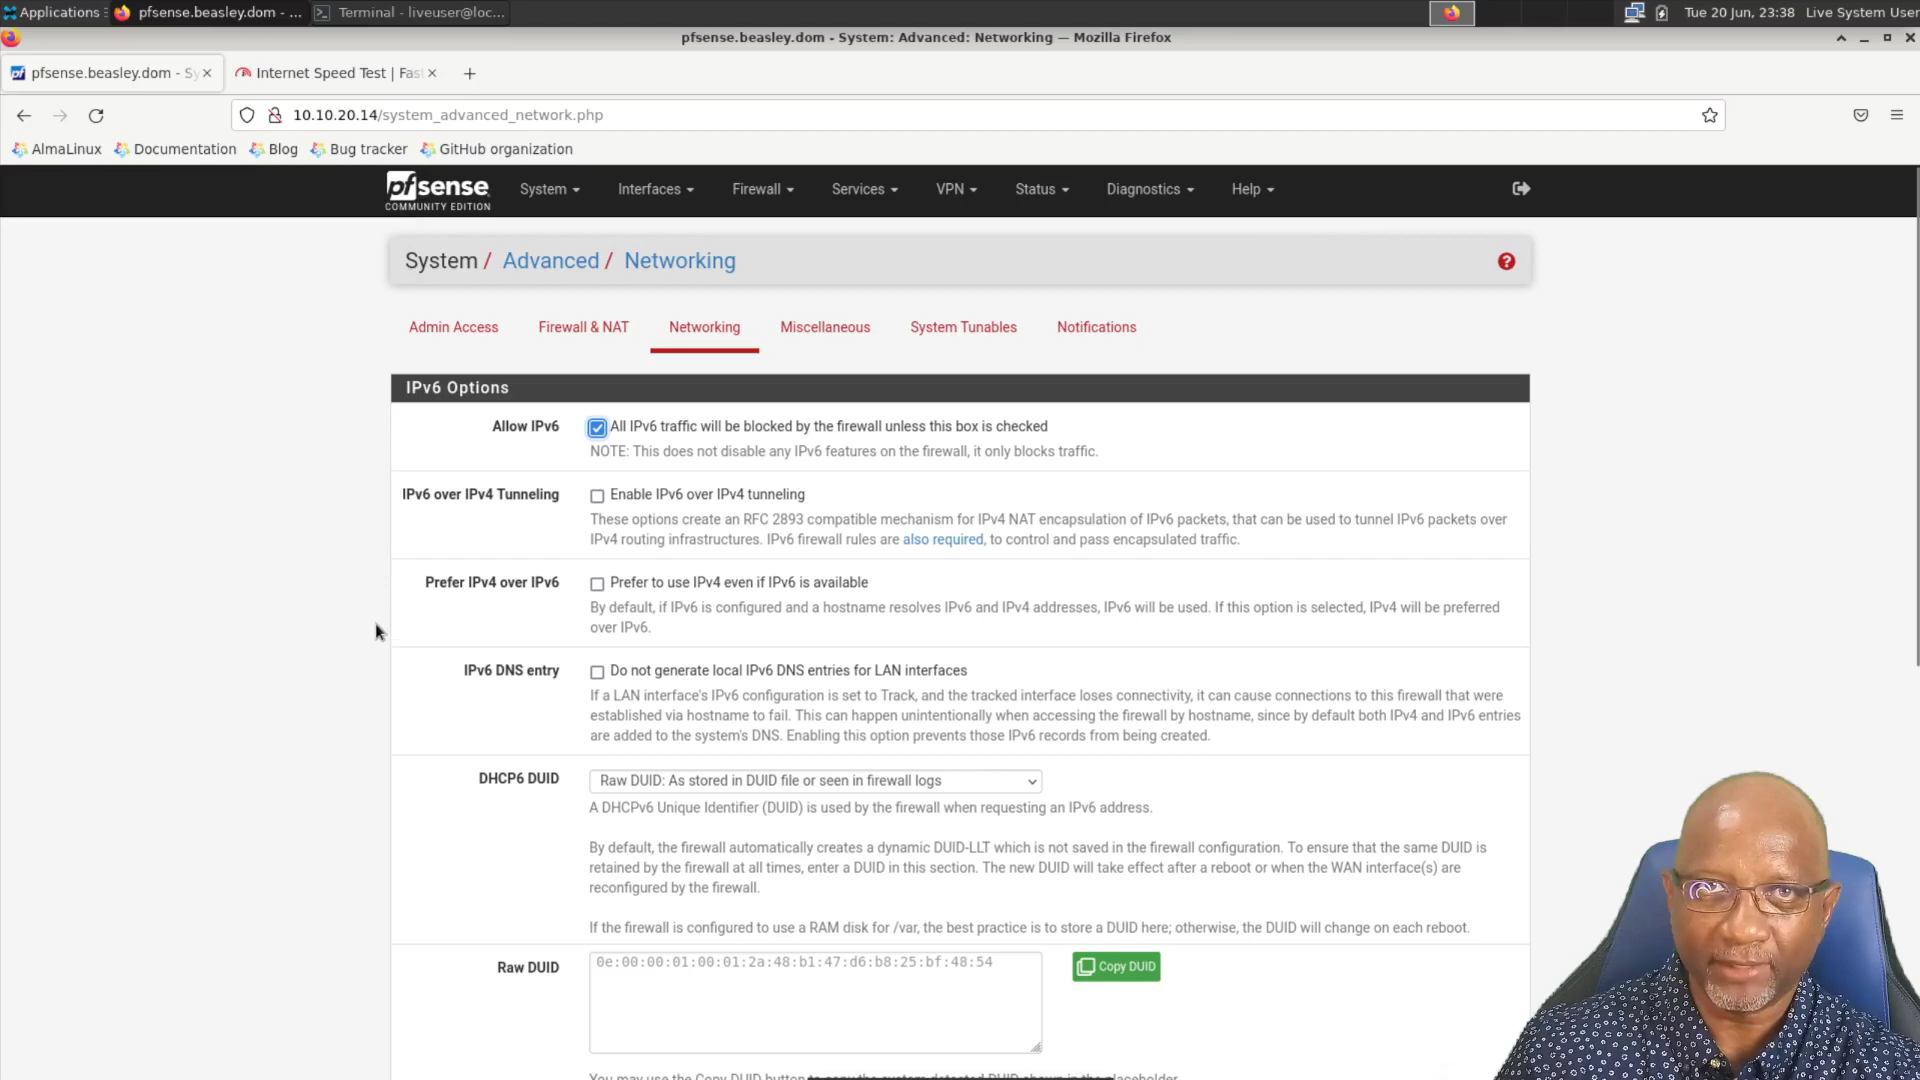 Applications
pfsense.beasley.dom - ...
Terminal - liveuser@loc...
Tue 20 Jun, 23:38
Live System User
pfsense.beasley.dom - System: Advanced: Networking — Mozilla Firefox
pfsense.beasley.dom - Sy
Internet Speed Test | Fas
10.10.20.14/system_advanced_network.php
AlmaLinux
Documentation
Blog
Bug tracker
GitHub organization
pfsense
COMMUNITY EDITION
System
Interfaces
Firewall
Services
VPN
Status
Diagnostics
Help
System / Advanced / Networking
Admin Access
Firewall & NAT
Networking
Miscellaneous
System Tunables
Notifications
IPv6 Options
Allow IPv6
All IPv6 traffic will be blocked by the firewall unless this box is checked
NOTE: This does not disable any IPv6 features on the firewall, it only blocks traffic.
IPv6 over IPv4 Tunneling
Enable IPv6 over IPv4 tunneling
These options create an RFC 2893 compatible mechanism for IPv4 NAT encapsulation of IPv6 packets, that can be used to tunnel IPv6 packets over
IPv4 routing infrastructures. IPv6 firewall rules are also required, to control and pass encapsulated traffic.
Prefer IPv4 over IPv6
Prefer to use IPv4 even if IPv6 is available
By default, if IPv6 is configured and a hostname resolves IPv6 and IPv4 addresses, IPv6 will be used. If this option is selected, IPv4 will be preferred
over IPv6.
IPv6 DNS entry
Do not generate local IPv6 DNS entries for LAN interfaces
If a LAN interface's IPv6 configuration is set to Track, and the tracked interface loses connectivity, it can cause connections to this firewall that were
established via hostname to fail. This can happen unintentionally when accessing the firewall by hostname, since by default both IPv4 and IPv6 entries
are added to the system's DNS. Enabling this option prevents those IPv6 records from being created.
DHCP6 DUID
Raw DUID: As stored in DUID file or seen in firewall logs
A DHCPv6 Unique Identifier (DUID) is used by the firewall when requesting an IPv6 address.
By default, the firewall automatically creates a dynamic DUID-LLT which is not saved in the firewall configuration. To ensure that the same DUID is
retained by the firewall at all times, enter a DUID in this section. The new DUID will take effect after a reboot or when the WAN interface(s) are
reconfigured by the firewall.
If the firewall is configured to use a RAM disk for /var, the best practice is to store a DUID here; otherwise, the DUID will change on each reboot.
Raw DUID
0e:00:00:01:00:01:2a:48:b1:47:d6:b8:25:bf:48:54
Copy DUID
You may use the Copy DUID button to copy the system detected DUID shown in the placeholder